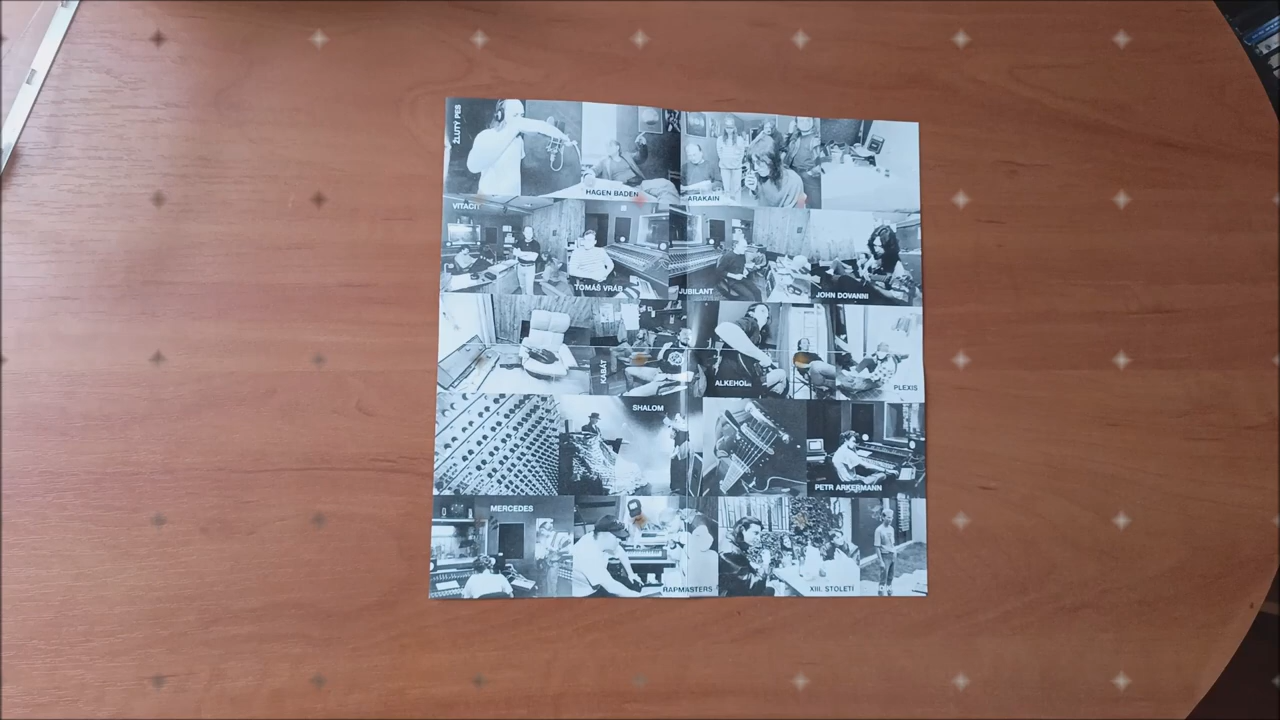 ŽLUTÝ PES
HAGEN BADEN
ARAKAIN
VITACIT
TOMÁŠ VRÁB
JUBILANT
JOHN DOVANNI
KABÁT
ALKEHOL
PLEXIS
SHALOM
PETR ARKERMANN
MERCEDES
RAPMASTERS
XIII. STOLETÍ